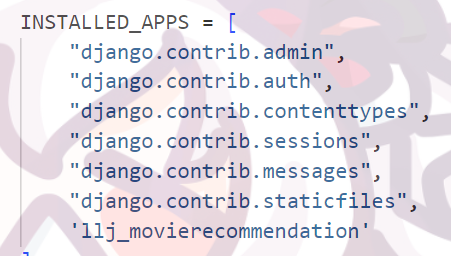 INSTALLED_APPS = [
"django.contrib.admin",
"django.contrib.auth",
"django.contrib.contenttypes",
"django.contrib.sessions",
"django.contrib.messages",
"django.contrib.staticfiles",
'llj_movierecommendation'
]